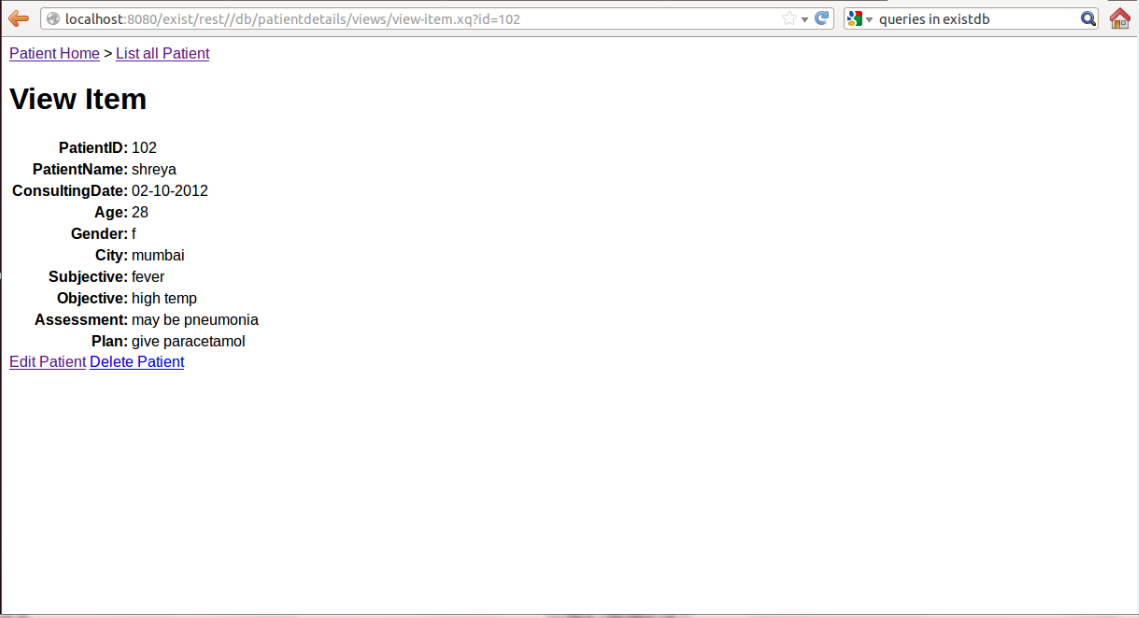 localhost:8080/exist/rest//db/patientdetails/views/view-item.xq?id=102 queries in existdb
Patient Home > List all Patient
View Item
PatientID: 102
PatientName: shreya
ConsultingDate: 02-10-2012
Age: 28
Gender: f
City: mumbai
Subjective: fever
Objective: high temp
Assessment: may be pneumonia
Plan: give paracetamol
Edit Patient Delete Patient